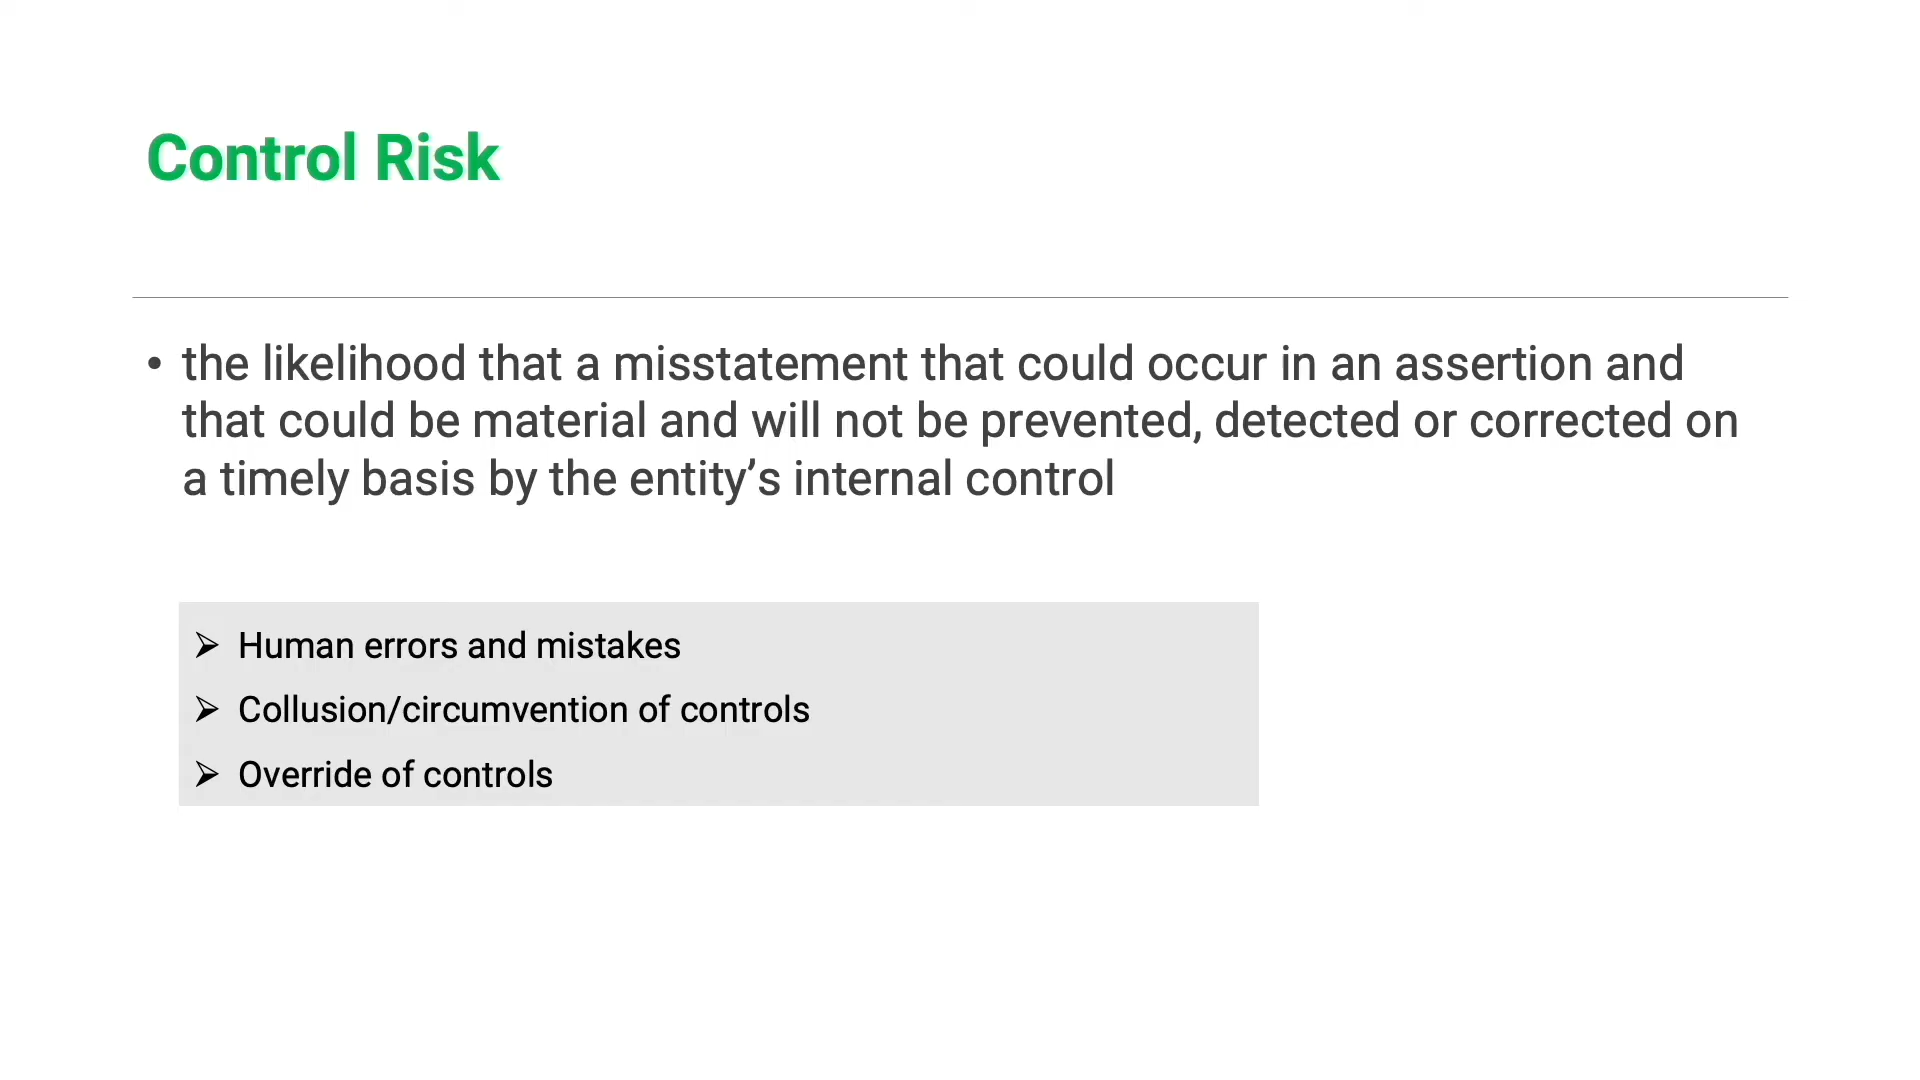 Control Risk
• the likelihood that a misstatement that could occur in an assertion and
that could be material and will not be prevented, detected or corrected on
a timely basis by the entity’s internal control
➢ Human errors and mistakes
➢ Collusion/circumvention of controls
➢ Override of controls